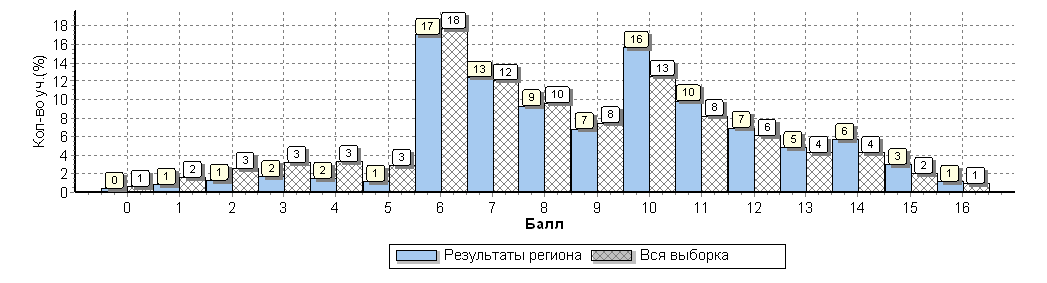 Кол-во уч.(%)
18
16
14
12
10
8
6
4
2
0
0 1 1 2 1 3 2 3 2 3 1 3 17 18 13 12 9 10 7 8 16 13 10 8 7 6 5 4 6 4 3 2 1 1
0 1 2 3 4 5 6 7 8 9 10 11 12 13 14 15 16
Балл
Результаты региона Вся выборка